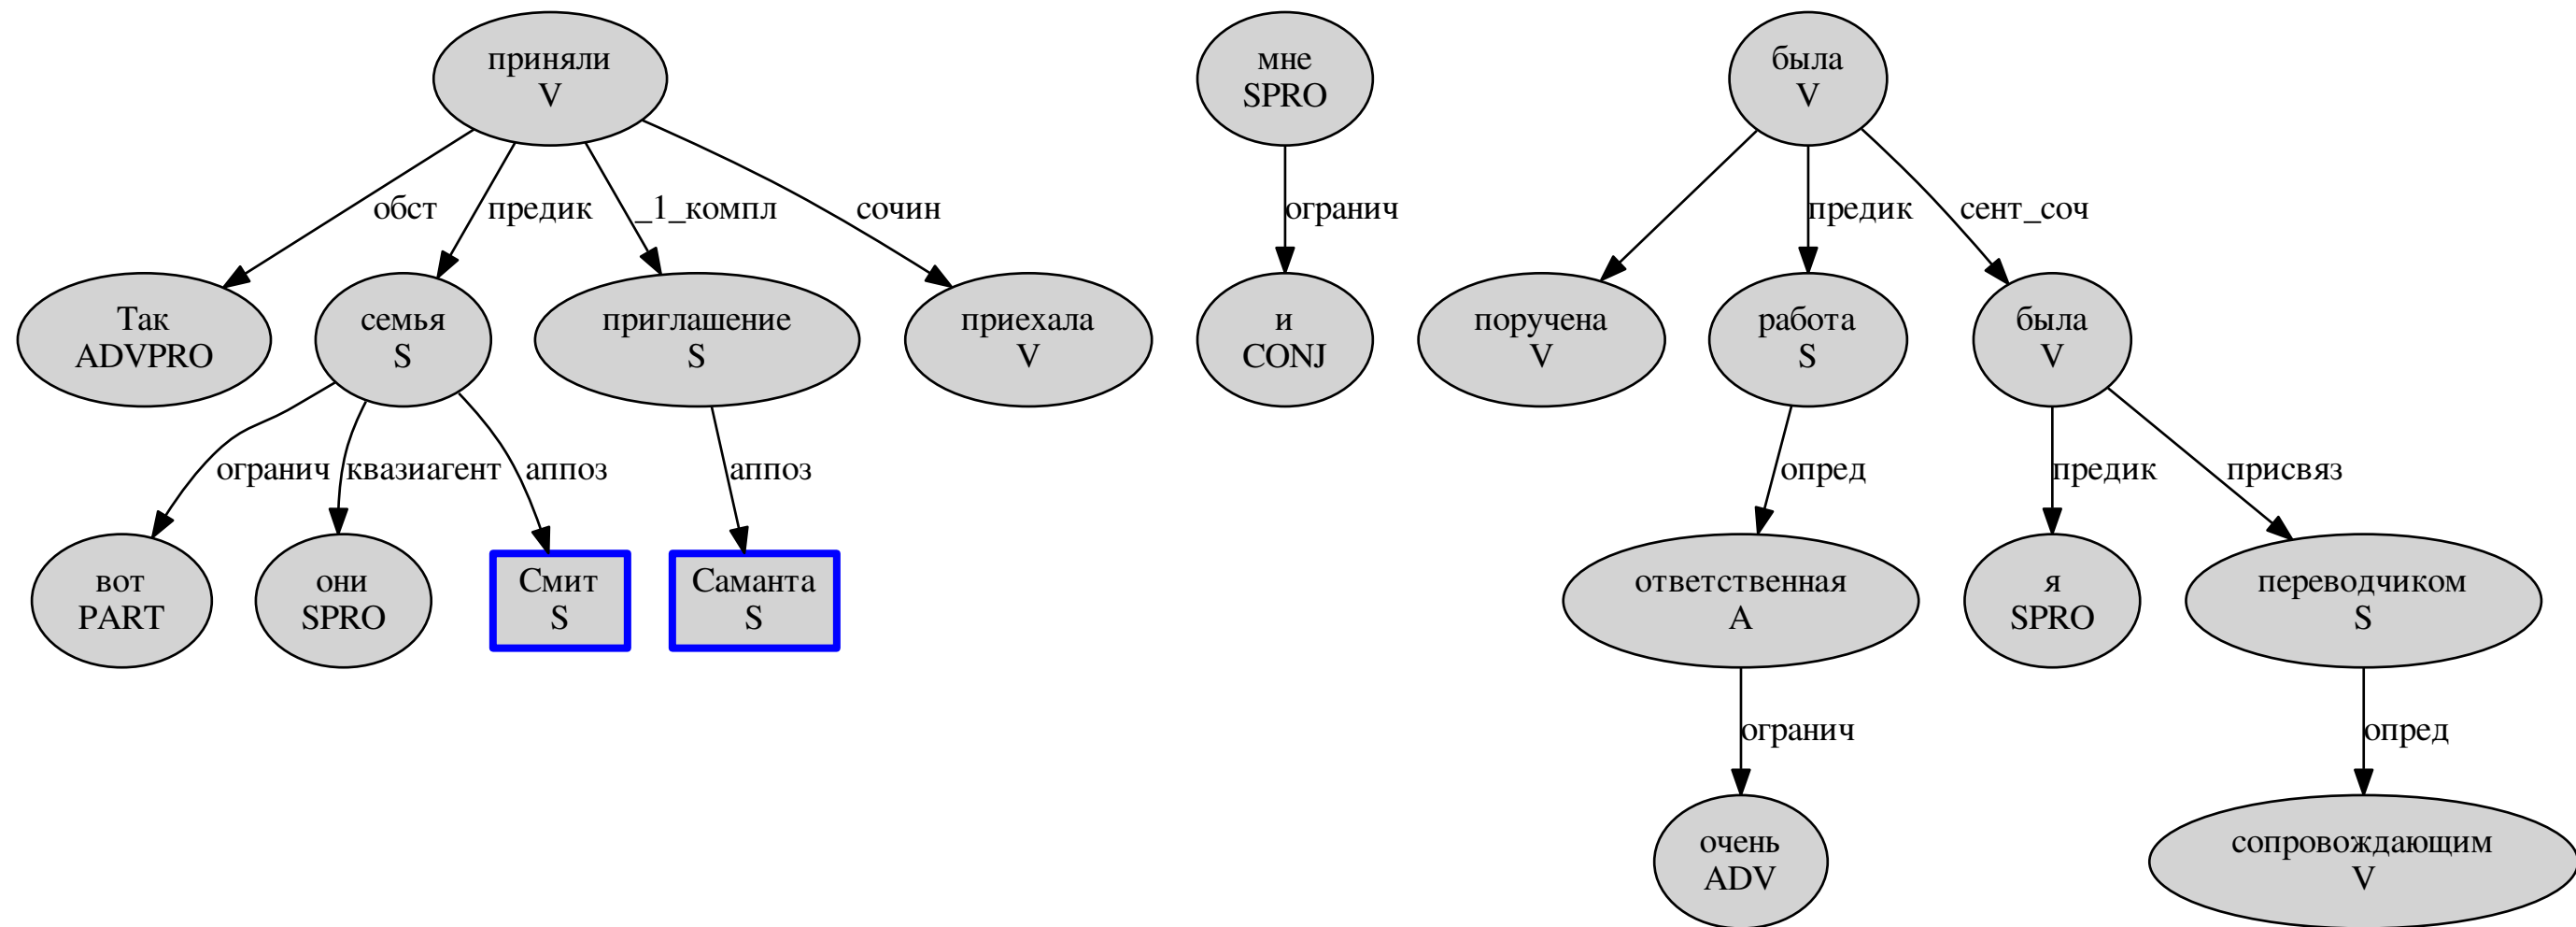 приняли
V
мне
SPRO
была
V
обст
предик
_1_компл
сочин
огранич
предик
сент_соч
Так
ADVPRO
семья
S
приглашение
S
приехала
V
и
CONJ
поручена
V
работа
S
была
V
огранич
квазиагент
аппоз
аппоз
опред
предик
присвяз
вот
PART
они
SPRO
Смит
S
Саманта
S
ответственная
A
я
SPRO
переводчиком
S
огранич
опред
очень
ADV
сопровождающим
V